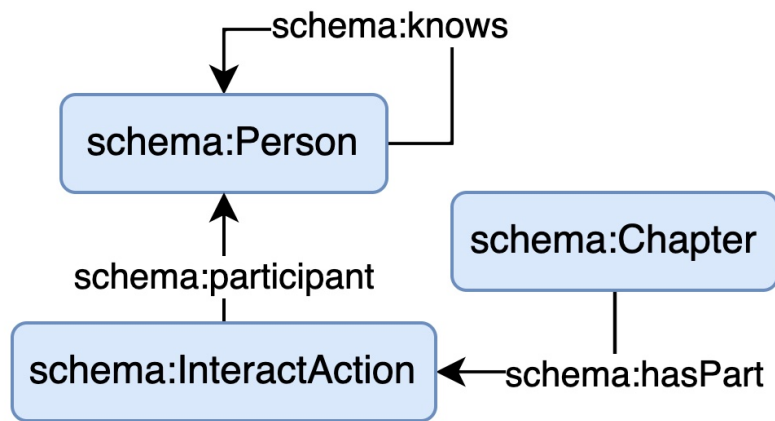 schema:knows
schema:Person
schema:Chapter
schema:participant
schema:InteractAction
schema:hasPart